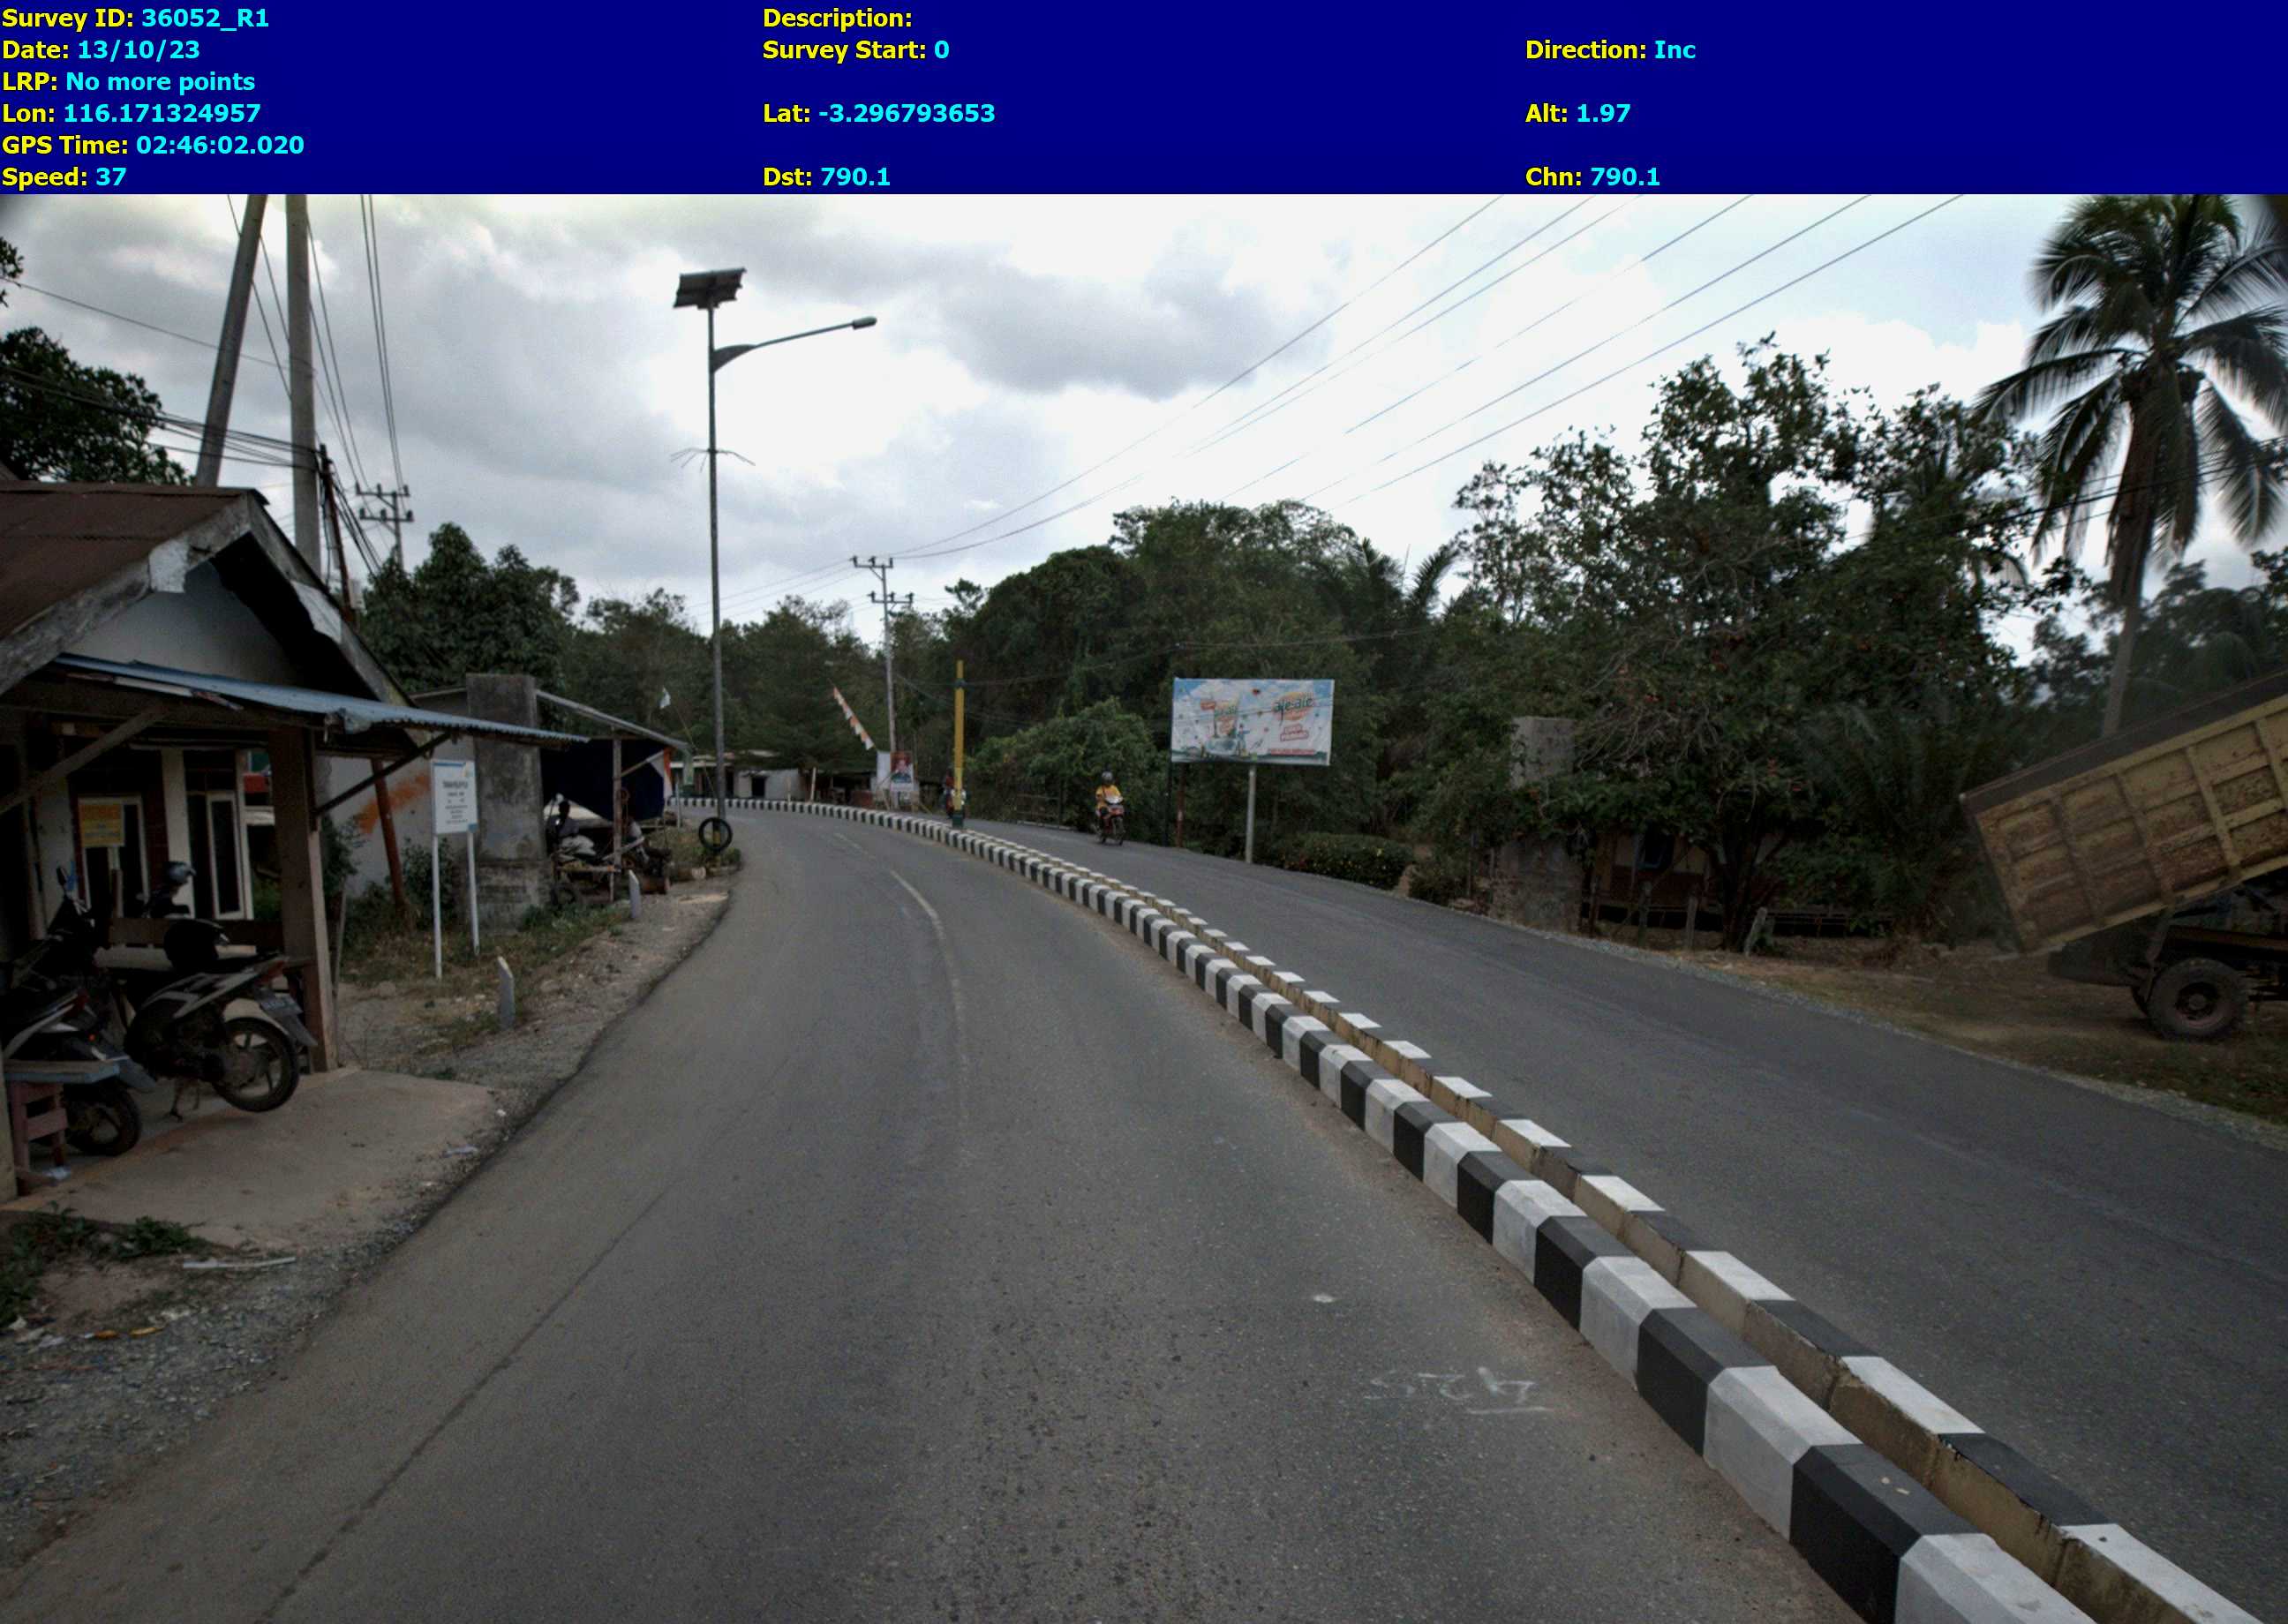 Survey ID: 36052_R1
Description:
Date: 13/10/23
Survey Start: 0
Direction: Inc
LRP: No more points
Lon: 116.171324957
Lat: -3.296793653
Alt: 1.97
GPS Time: 02:46:02.020
Speed: 37
Dst: 790.1
Chn: 790.1
ale-ale